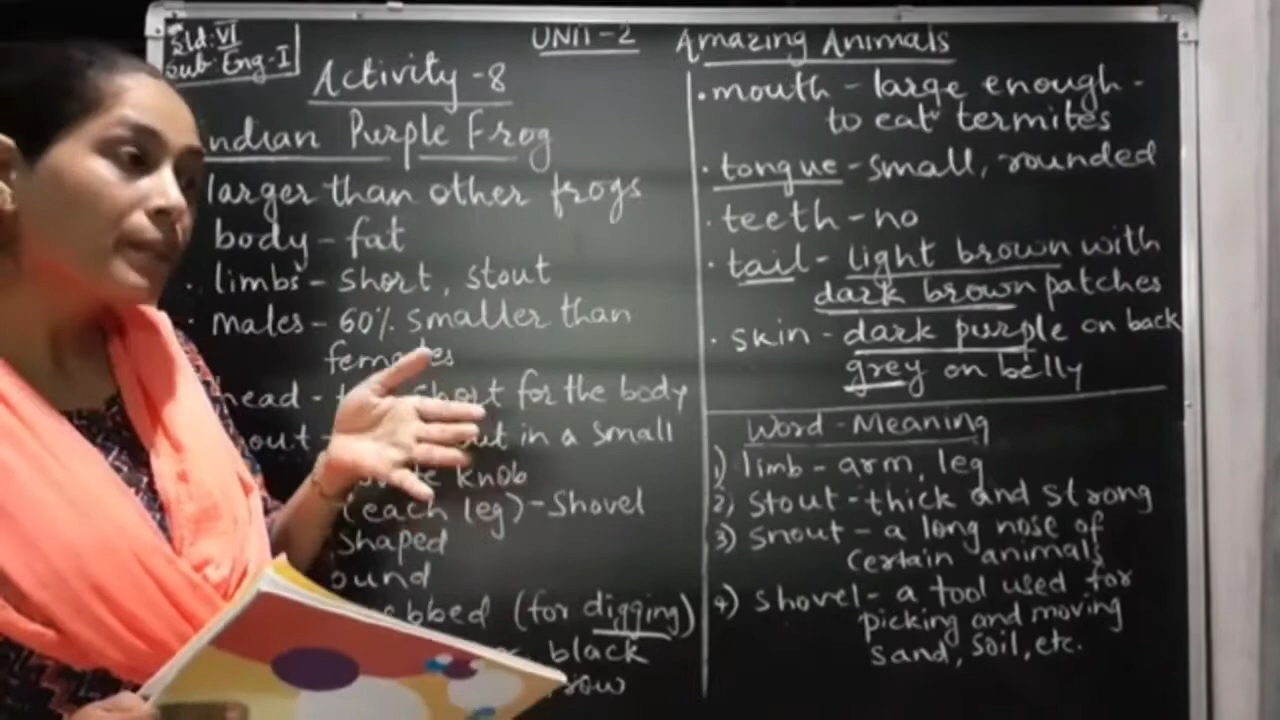 Std: VI
Sub: Eng-I
UNIT-2 Amazing Animals
Activity -8
Indian Purple Frog
larger than other frogs
body - fat
limbs - short, stout
males - 60% smaller than
females
head - short for the body
in a small
knob
(each leg) - shovel
shaped
(for digging)
black
• mouth - large enough -
to eat termites
• tongue - small, rounded
• teeth - no
• tail - light brown with
dark brown patches
• skin - dark purple on back
grey on belly
Word - Meaning
1) limb - arm, leg
2) stout - thick and strong
3) snout - a long nose of
certain animals
4) shovel - a tool used for
picking and moving
sand, soil, etc.